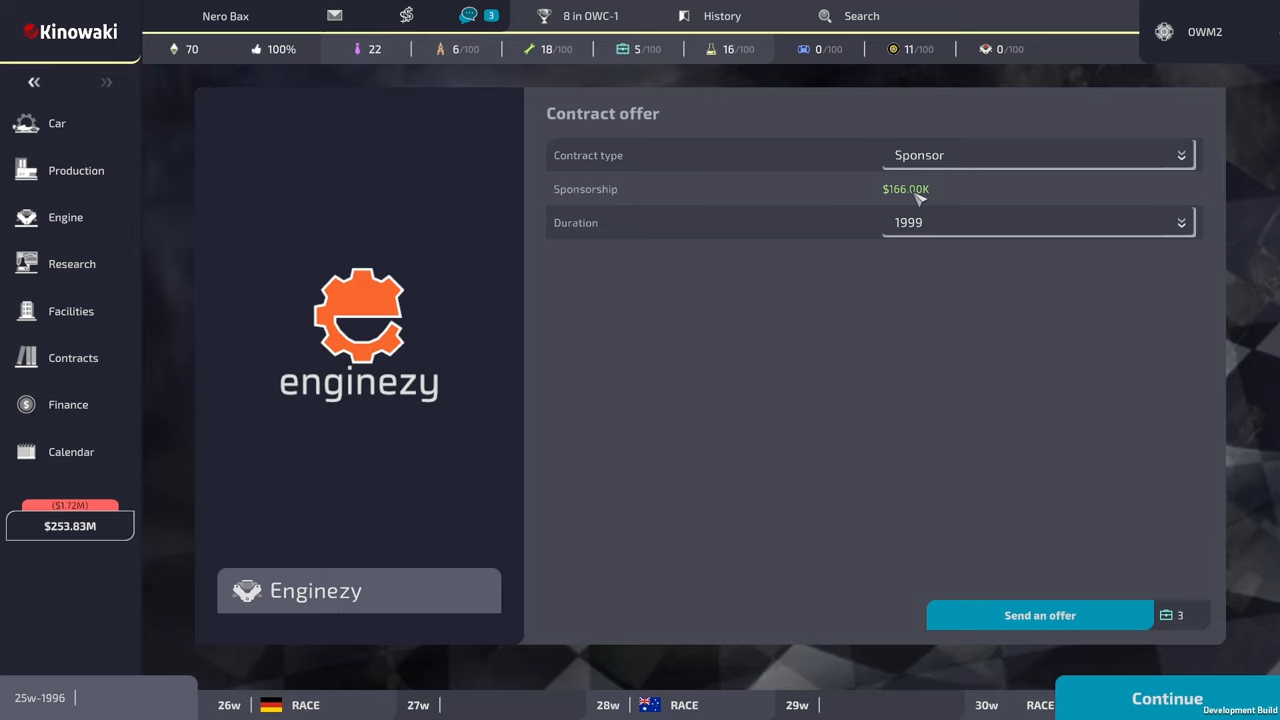 Kinowaki
Nero Bax
3
8 in OWC-1
History
Search
OWM2
70
100%
22
6/100
18/100
5/100
16/100
0/100
11/100
0/100
Car
Production
Engine
Research
Facilities
Contracts
Finance
Calendar
($1.72M)
$253.83M
enginezy
Enginezy
Contract offer
Contract type
Sponsor
Sponsorship
$166.00K
Duration
1999
Send an offer
3
25w-1996
26w
RACE
27w
28w
RACE
29w
30w
RACE
Continue
Development Build